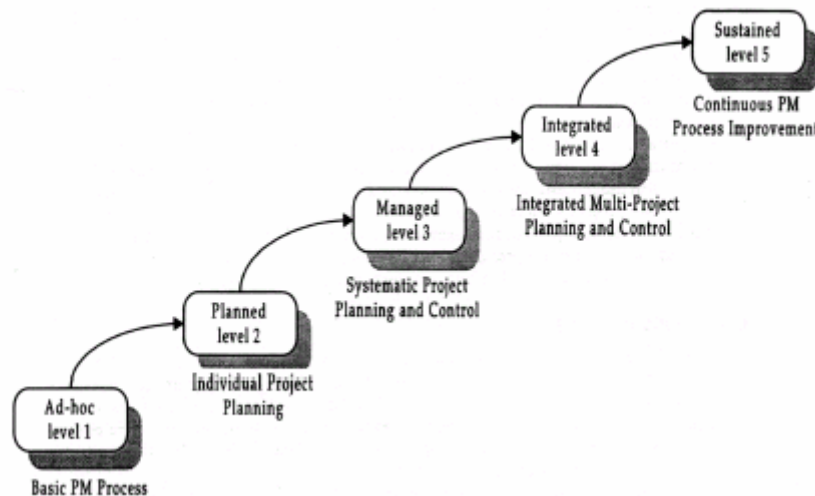 Sustained
level 5
Continuous PM
Process Improvement
Integrated
level 4
Integrated Multi-Project
Planning and Control
Managed
level 3
Systematic Project
Planning and Control
Planned
level 2
Individual Project
Planning
Ad-hoc
level 1
Basic PM Process